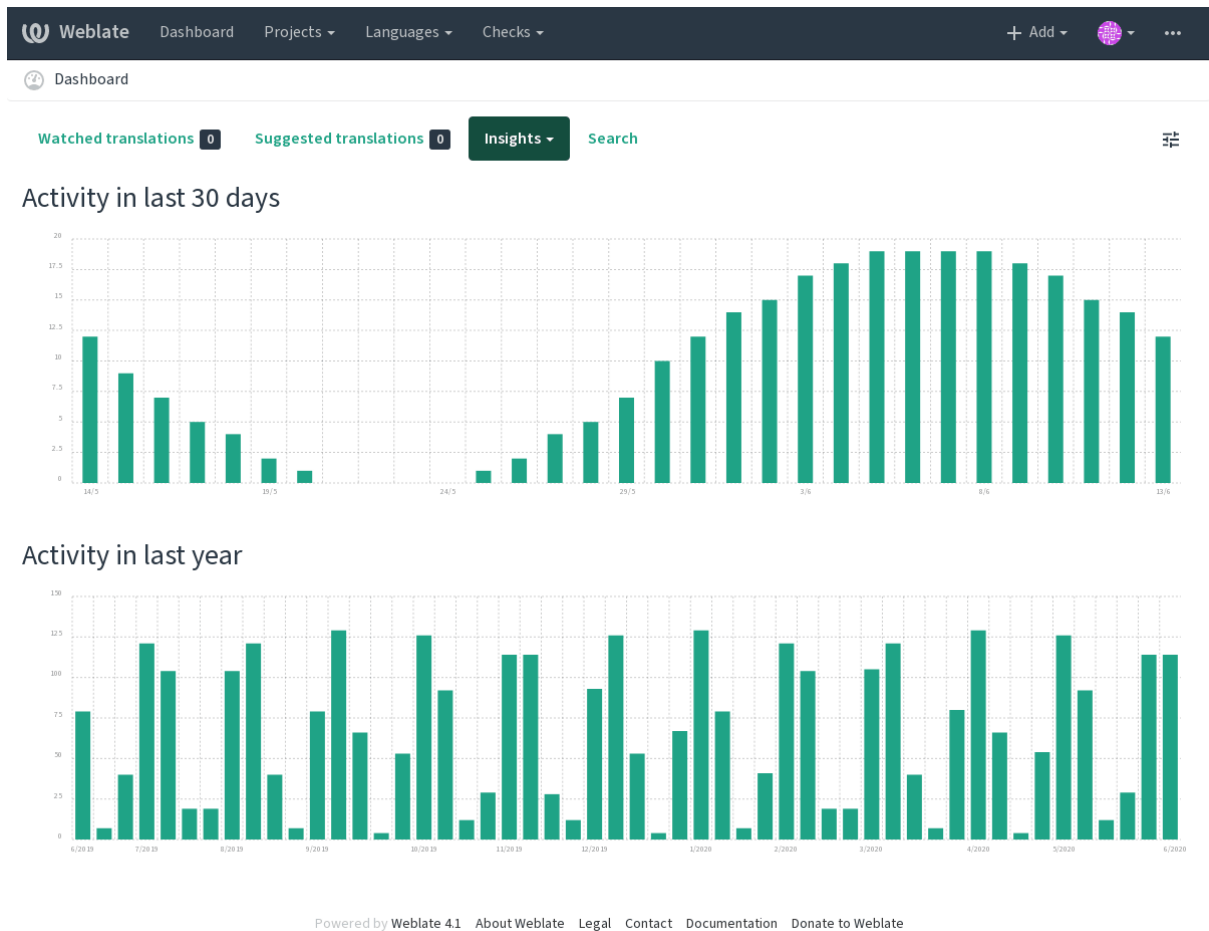 Weblate Dashboard Projects Languages Checks Add
Dashboard
Watched translations 0 Suggested translations 0 Insights Search
Activity in last 30 days
20
17.5
15
12.5
10
7.5
5
2.5
0
14/5 19/5 24/5 29/5 3/6 8/6 13/6
Activity in last year
150
125
100
75
50
25
0
6/2019 7/2019 8/2019 9/2019 10/2019 11/2019 12/2019 1/2020 2/2020 3/2020 4/2020 5/2020 6/2020
Powered by Weblate 4.1 About Weblate Legal Contact Documentation Donate to Weblate